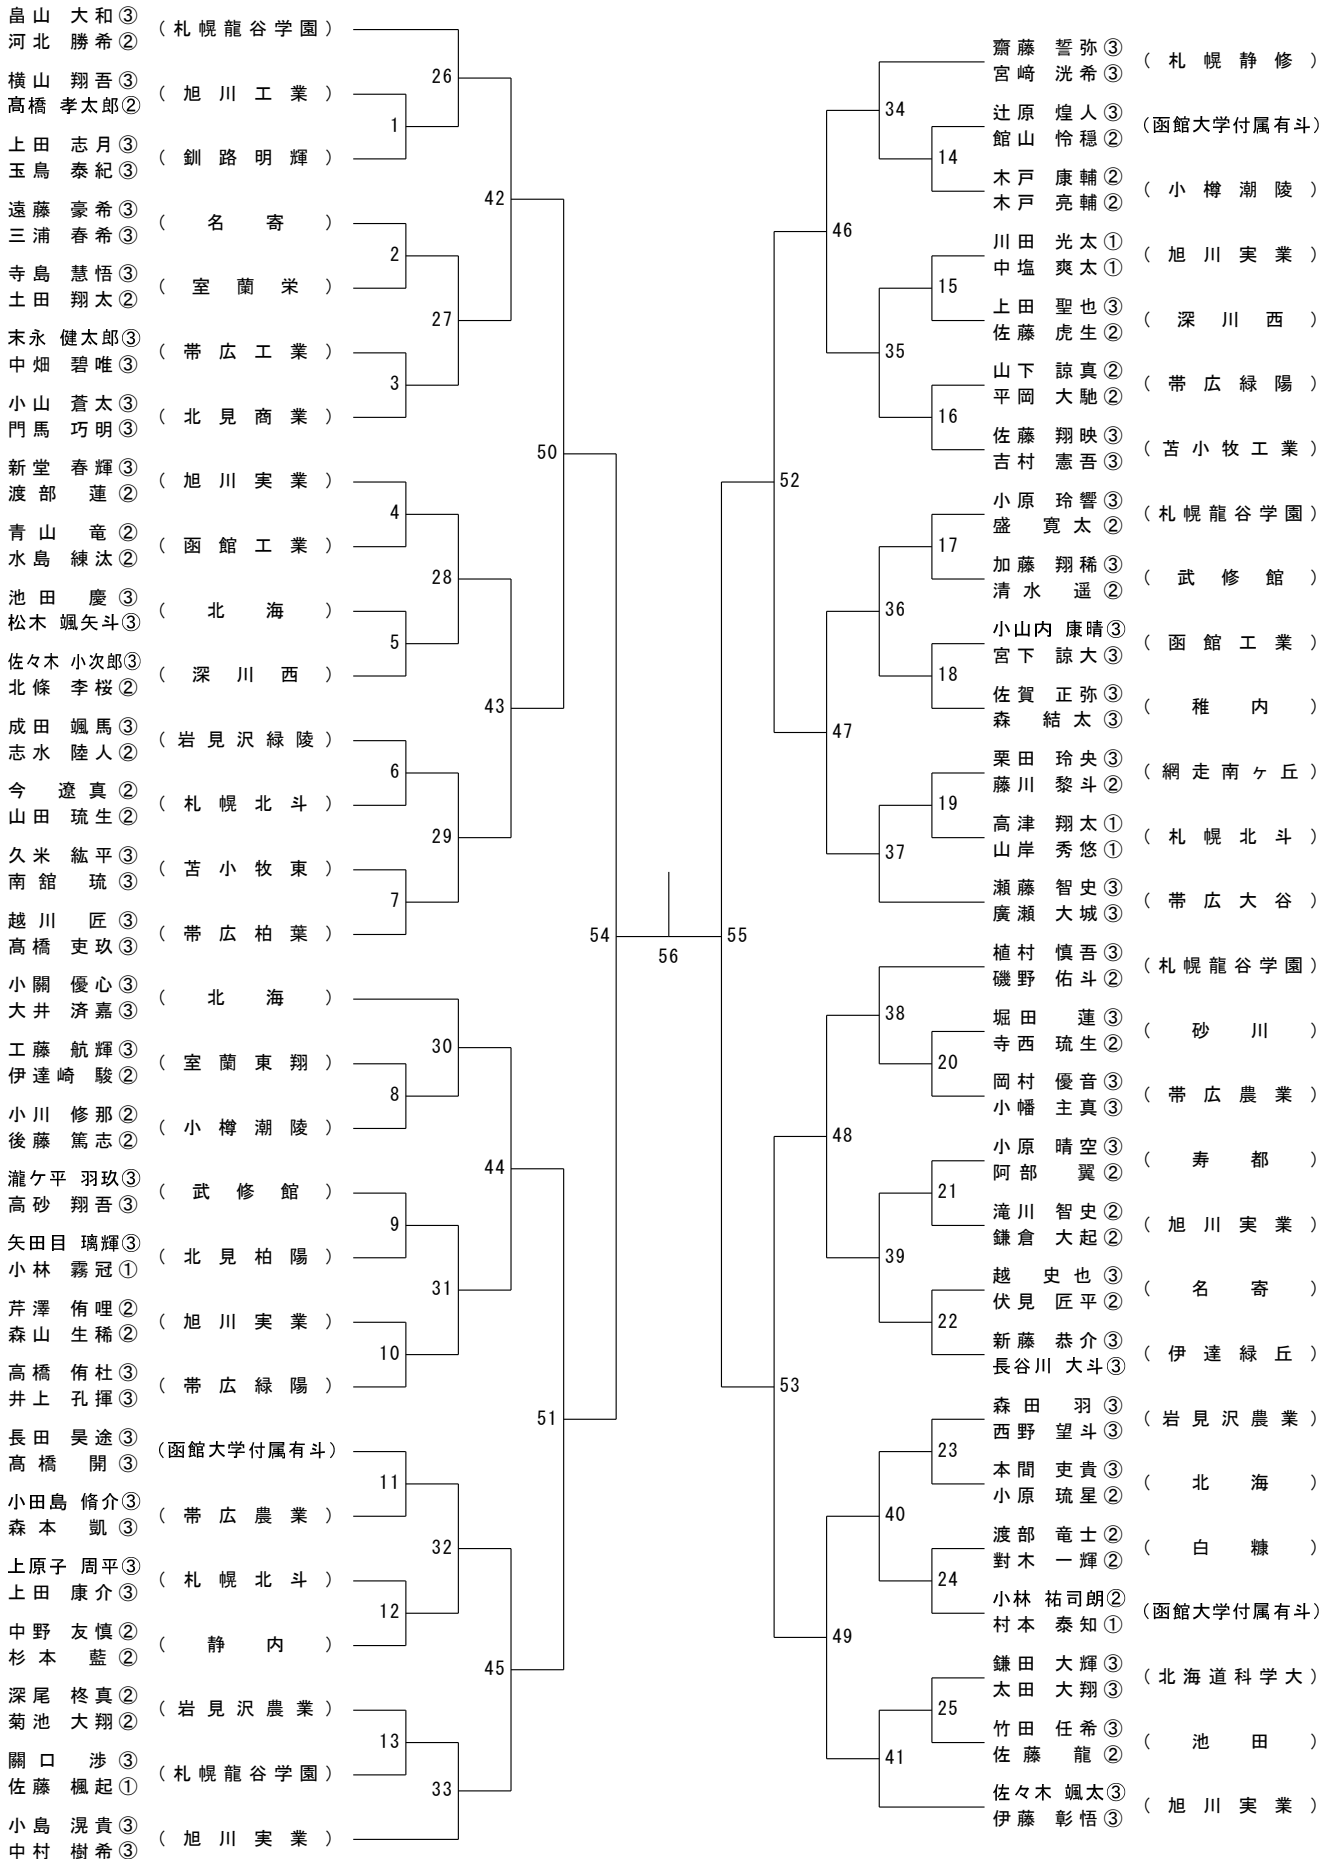 畠山 大和③
河北 勝希②
（札幌龍谷学園）
横山 翔吾③
髙橋 孝太郎②
（旭川工業）
上田 志月③
玉鳥 泰紀③
（釧路明輝）
遠藤 豪希③
三浦 春希③
（名寄）
寺島 慧悟③
土田 翔太②
（室蘭栄）
末永 健太郎③
中畑 碧唯③
（帯広工業）
小山 蒼太③
門馬 巧明③
（北見商業）
新堂 春輝③
渡部 蓮②
（旭川実業）
青山 竜②
水島 練汰②
（函館工業）
池田 慶③
松木 颯矢斗③
（北海）
佐々木 小次郎③
北條 李桜②
（深川西）
成田 颯馬③
志水 陸人②
（岩見沢緑陵）
今 遼真②
山田 琉生②
（札幌北斗）
久米 紘平③
南舘 琉③
（苫小牧東）
越川 匠③
髙橋 吏玖③
（帯広柏葉）
小關 優心③
大井 済嘉③
（北海）
工藤 航輝③
伊達崎 駿②
（室蘭東翔）
小川 修那②
後藤 篤志②
（小樽潮陵）
瀧ケ平 羽玖③
高砂 翔吾③
（武修館）
矢田目 璃輝③
小林 霧冠①
（北見柏陽）
芹澤 侑哩②
森山 生稀②
（旭川実業）
高橋 侑杜③
井上 孔揮③
（帯広緑陽）
長田 昊途③
髙橋 開③
（函館大学付属有斗）
小田島 脩介③
森本 凱③
（帯広農業）
上原子 周平③
上田 康介③
（札幌北斗）
中野 友慎②
杉本 藍②
（静内）
深尾 柊真②
菊池 大翔②
（岩見沢農業）
關口 渉③
佐藤 楓起①
（札幌龍谷学園）
小島 滉貴③
中村 樹希③
（旭川実業）
1
2
3
4
5
6
7
8
9
10
11
12
13
26
27
28
29
30
31
32
33
42
43
44
45
50
51
54
56
55
52
53
46
47
48
49
34
35
36
37
38
39
40
41
14
15
16
17
18
19
20
21
22
23
24
25
齋藤 誓弥③
宮﨑 洸希③
（札幌静修）
辻原 煌人③
館山 怜穏②
（函館大学付属有斗）
木戸 康輔②
木戸 亮輔②
（小樽潮陵）
川田 光太①
中塩 爽太①
（旭川実業）
上田 聖也③
佐藤 虎生②
（深川西）
山下 諒真②
平岡 大馳②
（帯広緑陽）
佐藤 翔映③
吉村 憲吾③
（苫小牧工業）
小原 玲響③
盛 寛太②
（札幌龍谷学園）
加藤 翔稀③
清水 遥②
（武修館）
小山内 康晴③
宮下 諒大③
（函館工業）
佐賀 正弥③
森 結太③
（稚内）
栗田 玲央③
藤川 黎斗②
（網走南ヶ丘）
高津 翔太①
山岸 秀悠①
（札幌北斗）
瀬藤 智史③
廣瀬 大城③
（帯広大谷）
植村 慎吾③
磯野 佑斗②
（札幌龍谷学園）
堀田 蓮③
寺西 琉生②
（砂川）
岡村 優音③
小幡 主真③
（帯広農業）
小原 晴空③
阿部 翼②
（寿都）
滝川 智史②
鎌倉 大起②
（旭川実業）
越 史也③
伏見 匠平②
（名寄）
新藤 恭介③
長谷川 大斗③
（伊達緑丘）
森田 羽③
西野 望斗③
（岩見沢農業）
本間 吏貴③
小原 琉星②
（北海）
渡部 竜士②
對木 一輝②
（白糠）
小林 祐司朗②
村本 泰知①
（函館大学付属有斗）
鎌田 大輝③
太田 大翔③
（北海道科学大）
竹田 任希③
佐藤 龍②
（池田）
佐々木 颯太③
伊藤 彰悟③
（旭川実業）